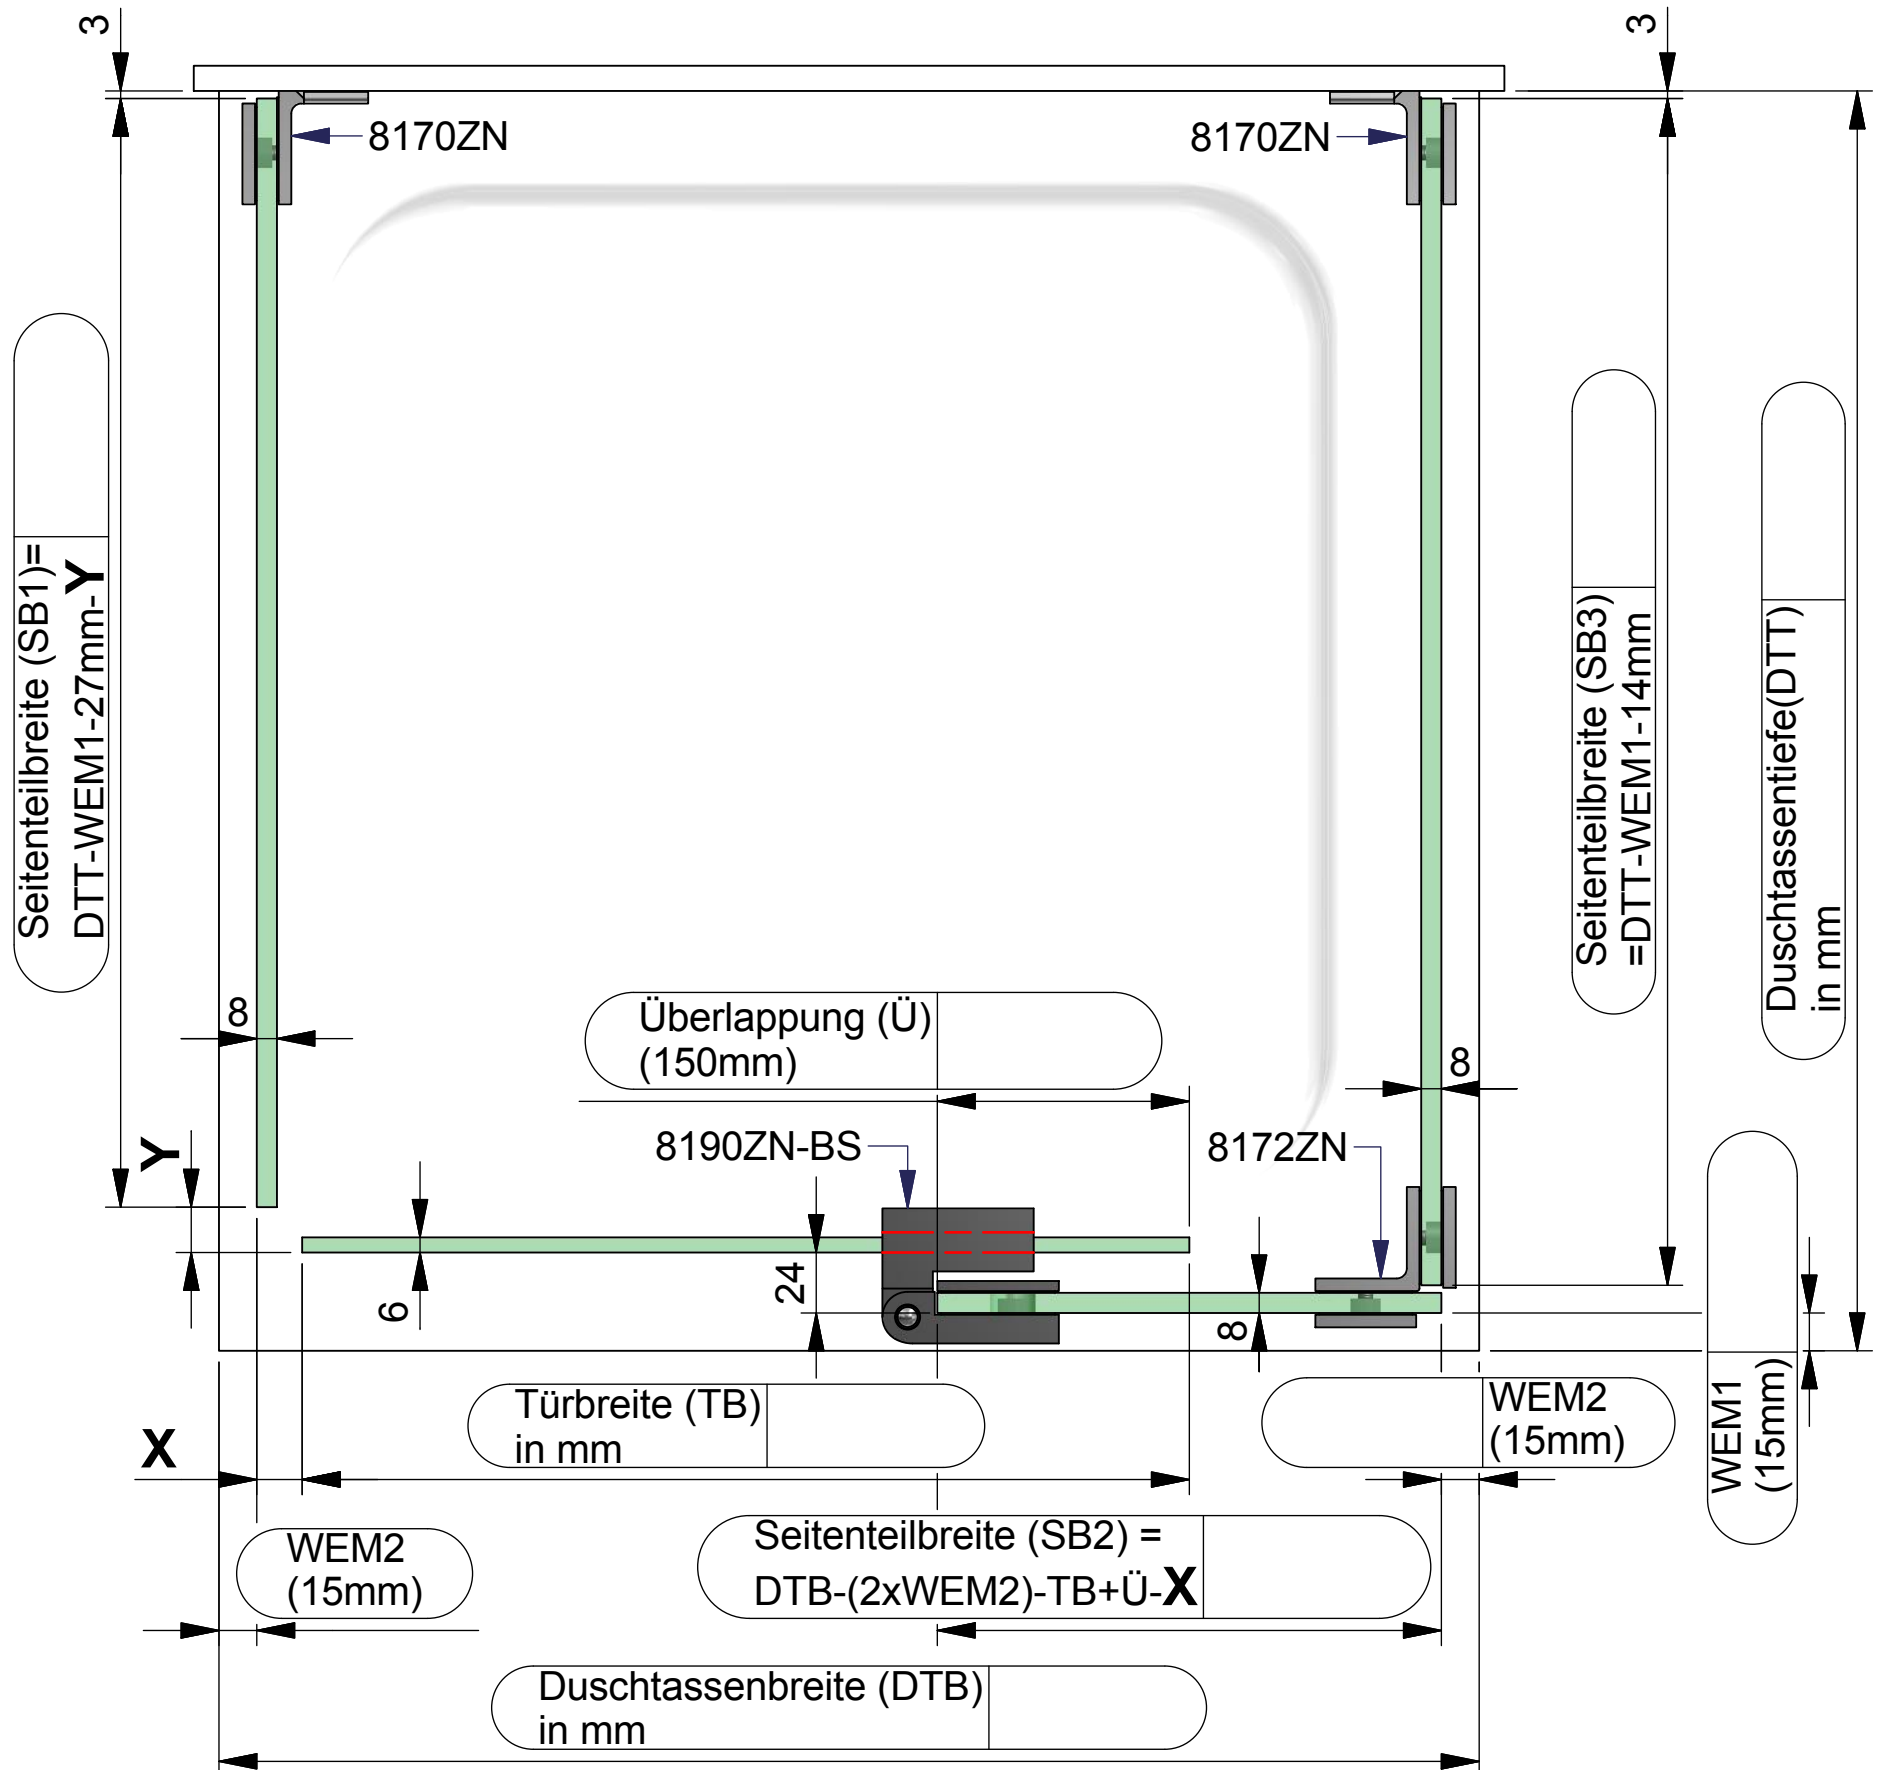 3
3
8170ZN
8170ZN
Seitenteilbreite (SB1)=
DTT-WEM1-27mm-Y
Seitenteilbreite (SB3)
=DTT-WEM1-14mm
Duschtassentiefe(DTT)
in mm
8
Überlappung (Ü)
(150mm)
8
Y
8190ZN-BS
8172ZN
24
6
8
Türbreite (TB)
in mm
WEM2
(15mm)
WEM1
(15mm)
X
WEM2
(15mm)
Seitenteilbreite (SB2) =
DTB-(2xWEM2)-TB+Ü-X
Duschtassenbreite (DTB)
in mm